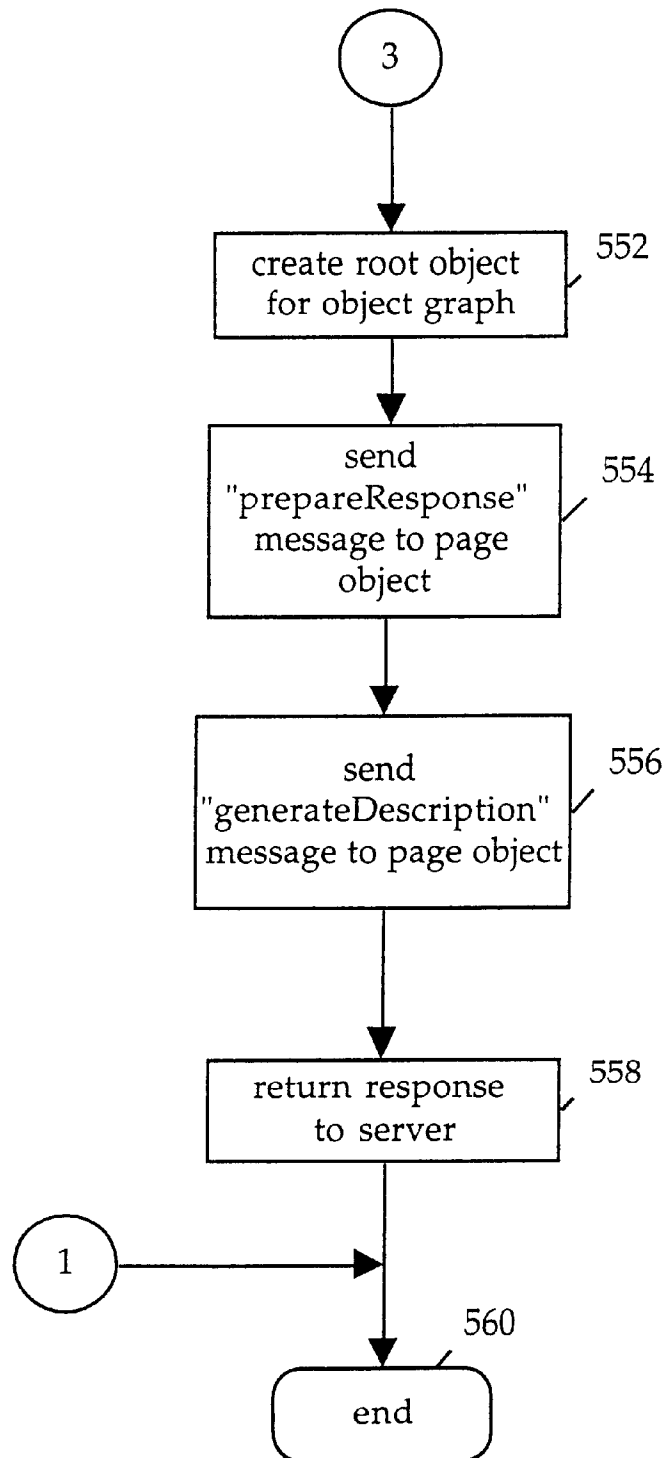 3
create root object
for object graph
552
send
"prepareResponse"
message to page
object
554
send
"generateDescription"
message to page object
556
return response
to server
558
1
560
end